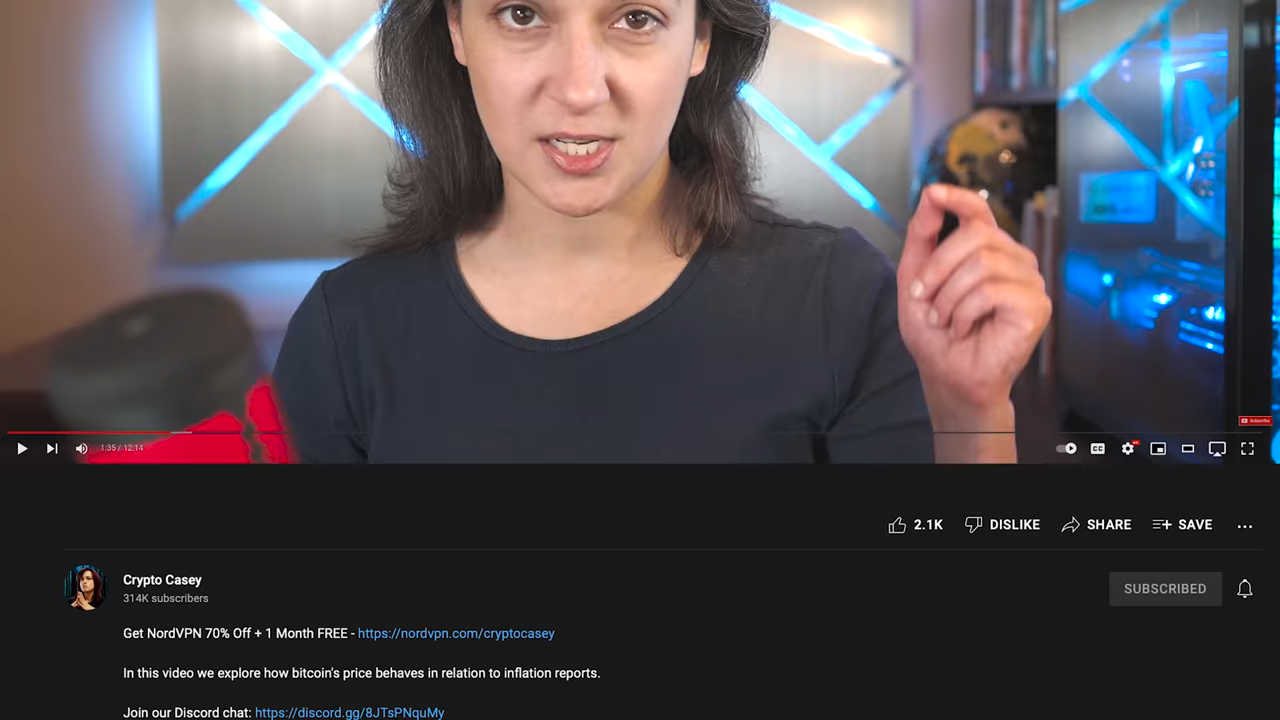 Subscribe
1:35 / 12:14
CC
2.1K DISLIKE SHARE SAVE
Crypto Casey
314K subscribers
SUBSCRIBED
Get NordVPN 70% Off + 1 Month FREE - https://nordvpn.com/cryptocasey
In this video we explore how bitcoin's price behaves in relation to inflation reports.
Join our Discord chat: https://discord.gg/8JTsPNquMy